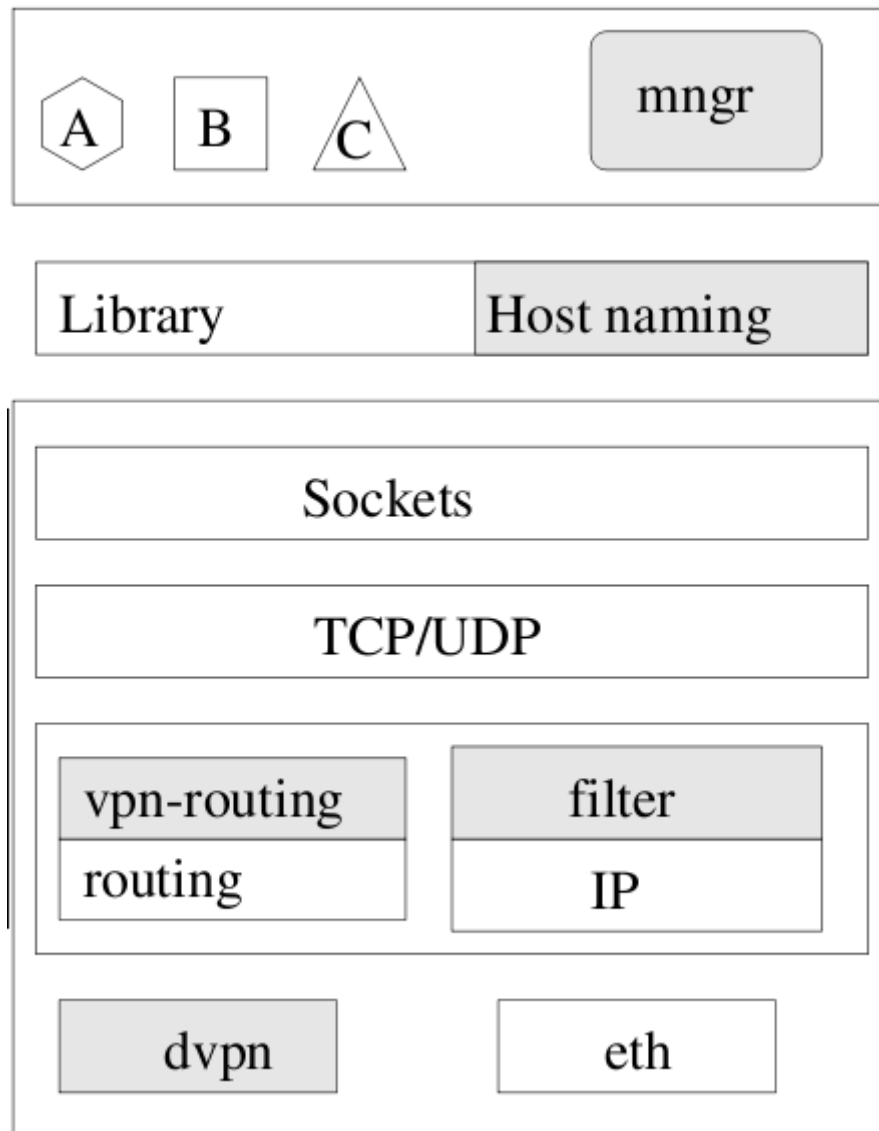 A B C mngr
Library Host naming
Sockets
TCP/UDP
vpn-routing filter
routing IP
dvpn eth